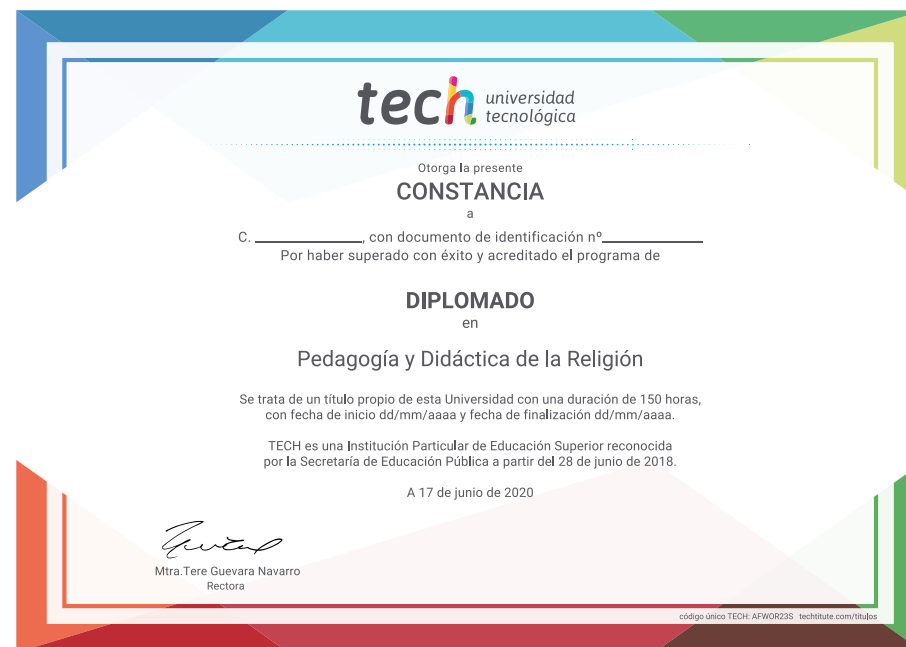 tech universidad
tecnológica
Otorga la presente
CONSTANCIA
a
C. ____________, con documento de identificación nº____________
Por haber superado con éxito y acreditado el programa de
DIPLOMADO
en
Pedagogía y Didáctica de la Religión
Se trata de un título propio de esta Universidad con una duración de 150 horas,
con fecha de inicio dd/mm/aaaa y fecha de finalización dd/mm/aaaa.
TECH es una Institución Particular de Educación Superior reconocida
por la Secretaría de Educación Pública a partir del 28 de junio de 2018.
A 17 de junio de 2020
Mtra.Tere Guevara Navarro
Rectora
código único TECH: AFWOR23S techtitute.com/titulos